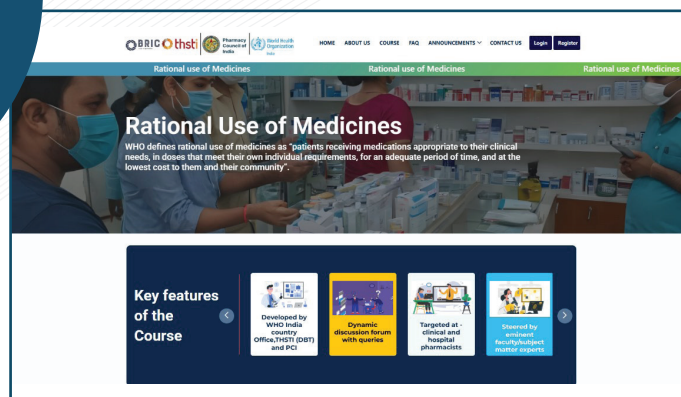 BRIC thsti
Pharmacy
Council of
India
World Health
Organization
India
HOME ABOUT US COURSE FAQ ANNOUNCEMENTS CONTACT US Login Register
Rational use of Medicines Rational use of Medicines Rational use of Medicines
Rational Use of Medicines
WHO defines rational use of medicines as "patients receiving medications appropriate to their clinical
needs, in doses that meet their own individual requirements, for an adequate period of time, and at the
lowest cost to them and their community".
Key features
of the
Course
Developed by
WHO India
country
Office,THSTI (DBT)
and PCI
Dynamic
discussion forum
with queries
Targeted at -
clinical and
hospital
pharmacists
Steered by
eminent
faculty/subject
matter experts